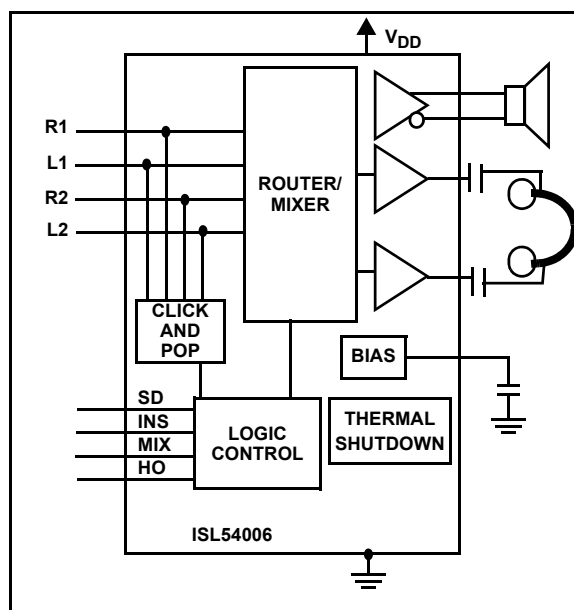 V_DD
R1
L1
R2
L2
ROUTER/
MIXER
CLICK
AND
POP
BIAS
SD
INS
MIX
HO
LOGIC
CONTROL
THERMAL
SHUTDOWN
ISL54006